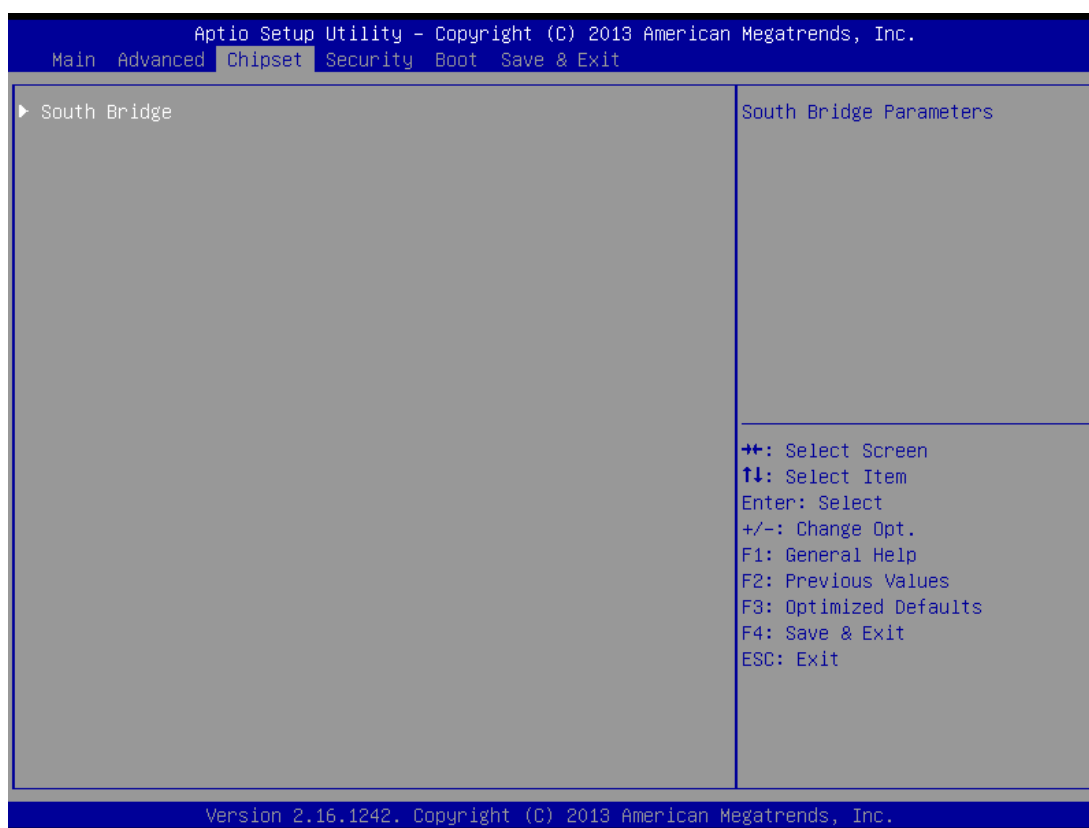 Aptio Setup Utility – Copyright (C) 2013 American Megatrends, Inc.
Main Advanced Chipset Security Boot Save & Exit
► South Bridge
South Bridge Parameters
→←: Select Screen
↑↓: Select Item
Enter: Select
+/-: Change Opt.
F1: General Help
F2: Previous Values
F3: Optimized Defaults
F4: Save & Exit
ESC: Exit
Version 2.16.1242. Copyright (C) 2013 American Megatrends, Inc.